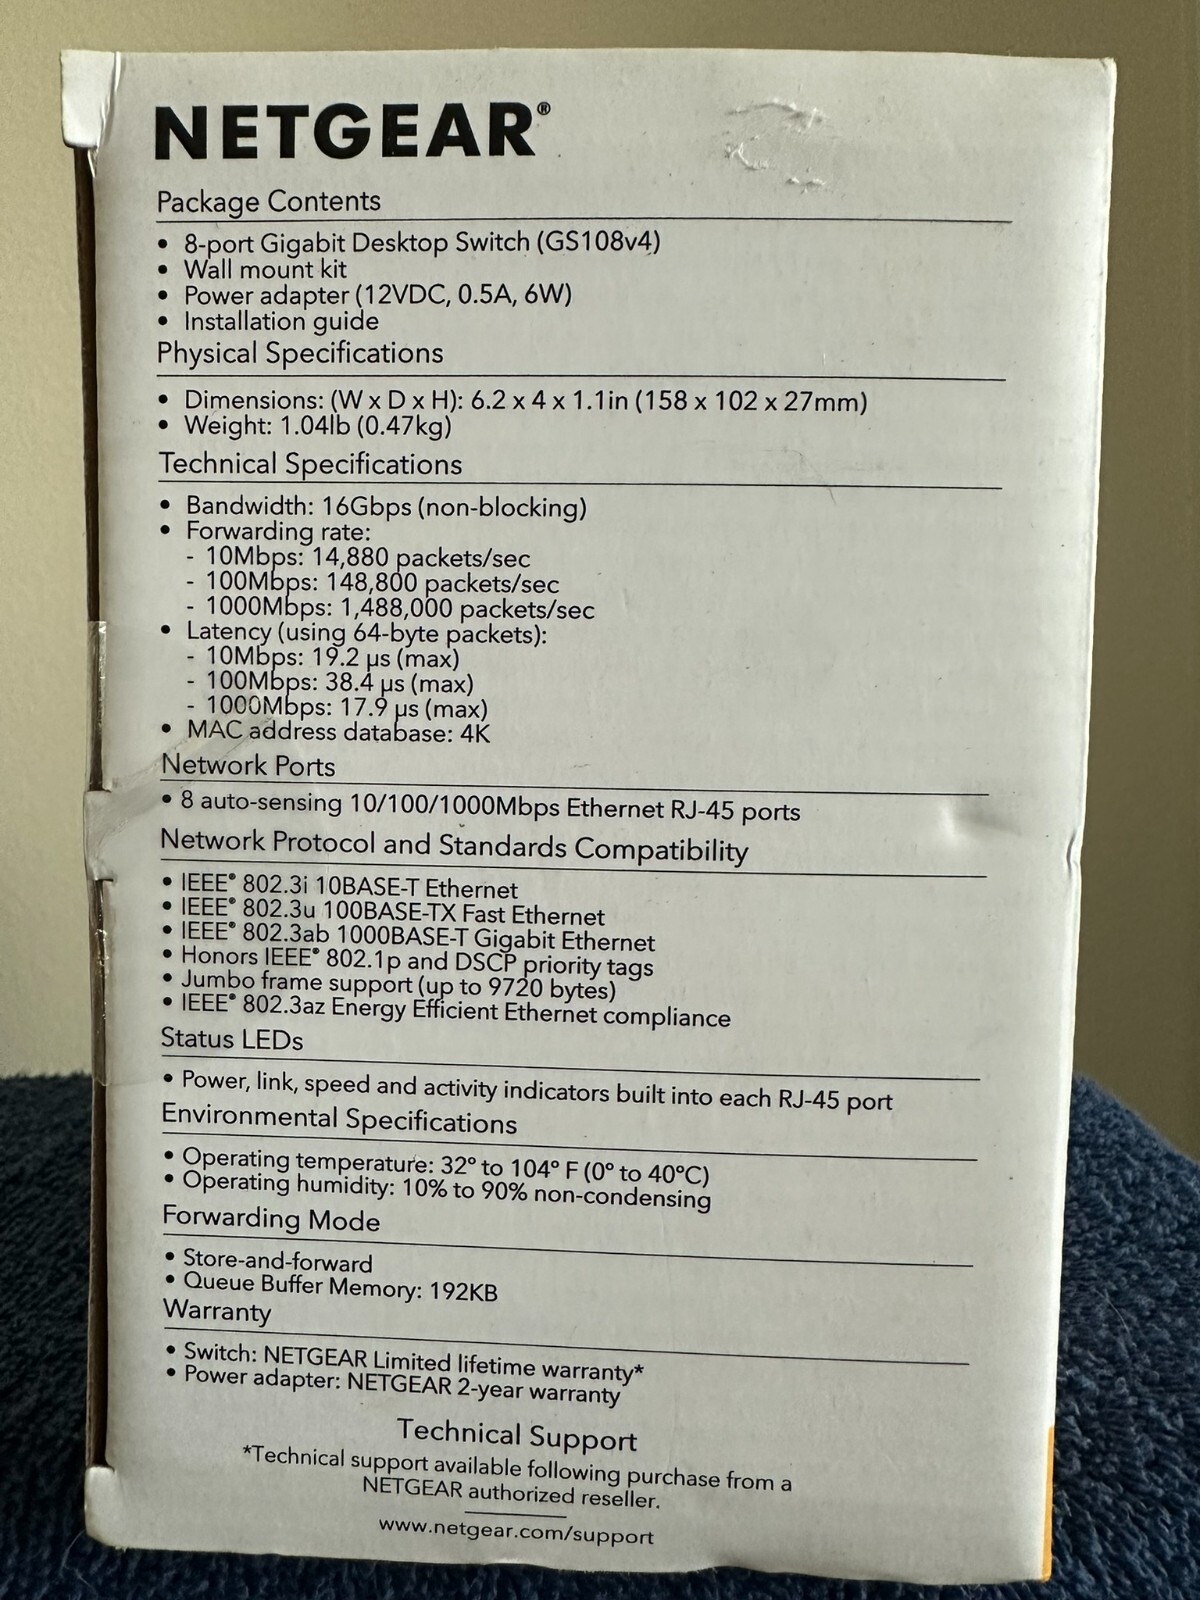 NETGEAR®
Package Contents
• 8-port Gigabit Desktop Switch (GS108v4)
• Wall mount kit
• Power adapter (12VDC, 0.5A, 6W)
• Installation guide
Physical Specifications
• Dimensions: (W x D x H): 6.2 x 4 x 1.1in (158 x 102 x 27mm)
• Weight: 1.04lb (0.47kg)
Technical Specifications
• Bandwidth: 16Gbps (non-blocking)
• Forwarding rate:
- 10Mbps: 14,880 packets/sec
- 100Mbps: 148,800 packets/sec
- 1000Mbps: 1,488,000 packets/sec
• Latency (using 64-byte packets):
- 10Mbps: 19.2 µs (max)
- 100Mbps: 38.4 µs (max)
- 1000Mbps: 17.9 µs (max)
• MAC address database: 4K
Network Ports
• 8 auto-sensing 10/100/1000Mbps Ethernet RJ-45 ports
Network Protocol and Standards Compatibility
• IEEE® 802.3i 10BASE-T Ethernet
• IEEE® 802.3u 100BASE-TX Fast Ethernet
• IEEE® 802.3ab 1000BASE-T Gigabit Ethernet
• Honors IEEE® 802.1p and DSCP priority tags
• Jumbo frame support (up to 9720 bytes)
• IEEE® 802.3az Energy Efficient Ethernet compliance
Status LEDs
• Power, link, speed and activity indicators built into each RJ-45 port
Environmental Specifications
• Operating temperature: 32° to 104° F (0° to 40°C)
• Operating humidity: 10% to 90% non-condensing
Forwarding Mode
• Store-and-forward
• Queue Buffer Memory: 192KB
Warranty
• Switch: NETGEAR Limited lifetime warranty*
• Power adapter: NETGEAR 2-year warranty
Technical Support
*Technical support available following purchase from a
NETGEAR authorized reseller.
www.netgear.com/support